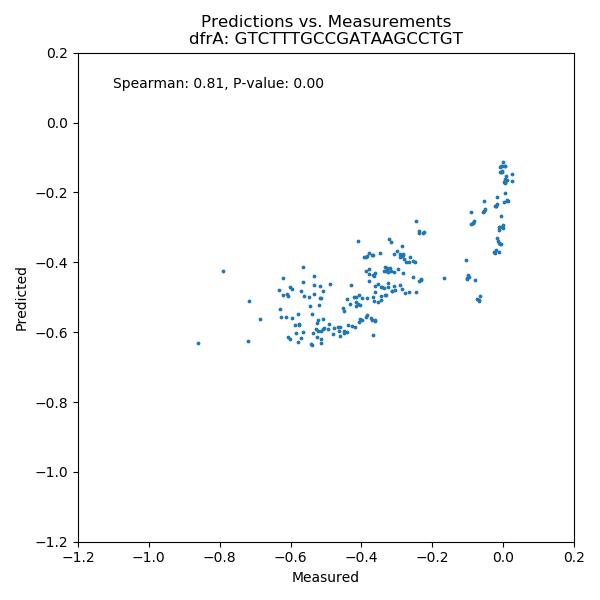 Predictions vs. Measurements
dfrA: GTCTTTGCCGATAAGCCTGT
Spearman: 0.81, P-value: 0.00
0.2
0.0
−0.2
−0.4
−0.6
−0.8
−1.0
−1.2
Predicted
−1.2 −1.0 −0.8 −0.6 −0.4 −0.2 0.0 0.2
Measured